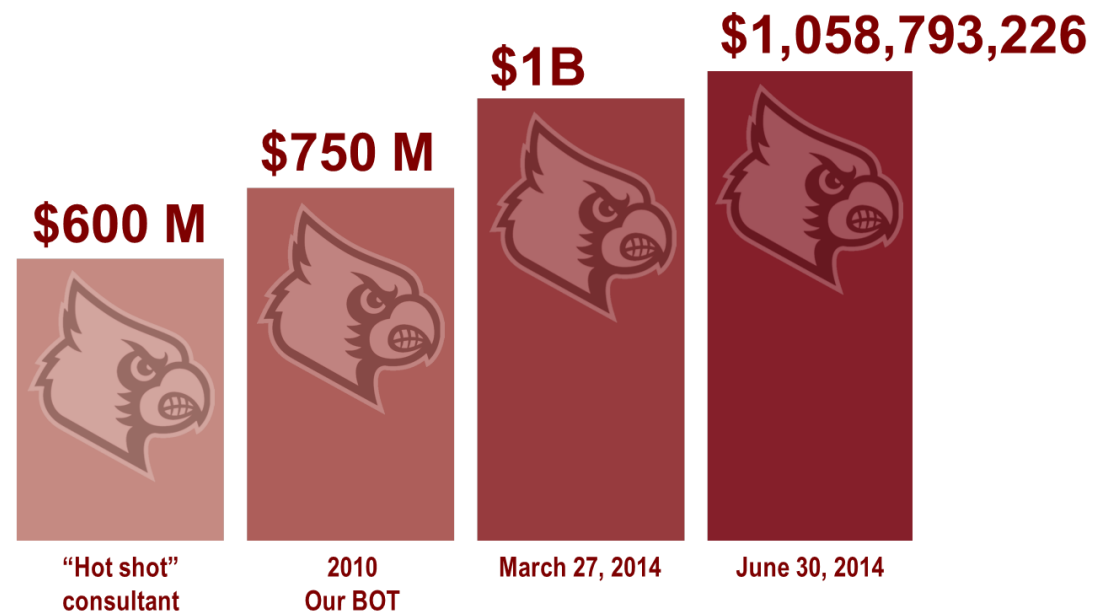 $600 M
$750 M
$1B
$1,058,793,226
“Hot shot”
consultant
2010
Our BOT
March 27, 2014
June 30, 2014